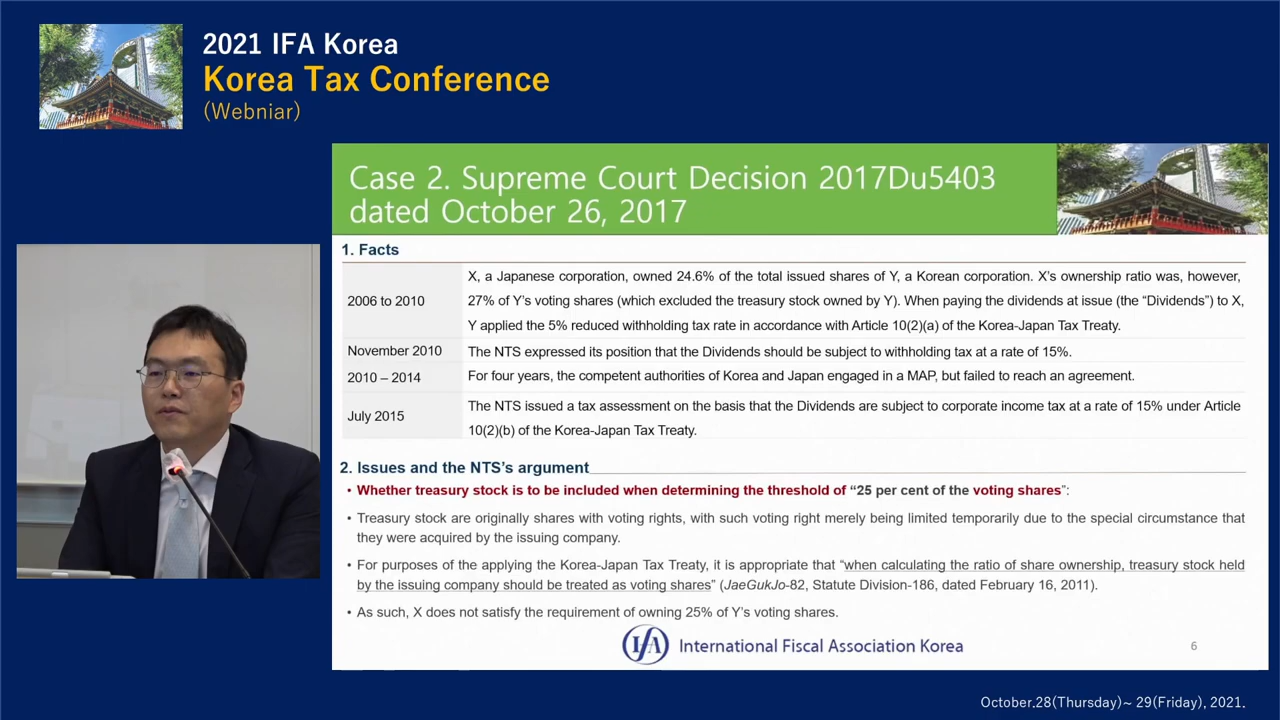 2021 IFA Korea
Korea Tax Conference
(Webniar)
Case 2. Supreme Court Decision 2017Du5403
dated October 26, 2017
1. Facts
2006 to 2010
X, a Japanese corporation, owned 24.6% of the total issued shares of Y, a Korean corporation. X's ownership ratio was, however,
27% of Y's voting shares (which excluded the treasury stock owned by Y). When paying the dividends at issue (the “Dividends”) to X,
Y applied the 5% reduced withholding tax rate in accordance with Article 10(2)(a) of the Korea-Japan Tax Treaty.
November 2010
The NTS expressed its position that the Dividends should be subject to withholding tax at a rate of 15%.
2010 – 2014
For four years, the competent authorities of Korea and Japan engaged in a MAP, but failed to reach an agreement.
July 2015
The NTS issued a tax assessment on the basis that the Dividends are subject to corporate income tax at a rate of 15% under Article
10(2)(b) of the Korea-Japan Tax Treaty.
2. Issues and the NTS's argument
• Whether treasury stock is to be included when determining the threshold of “25 per cent of the voting shares”:
• Treasury stock are originally shares with voting rights, with such voting right merely being limited temporarily due to the special circumstance that
they were acquired by the issuing company.
• For purposes of the applying the Korea-Japan Tax Treaty, it is appropriate that “when calculating the ratio of share ownership, treasury stock held
by the issuing company should be treated as voting shares” (JaeGukJo-82, Statute Division-186, dated February 16, 2011).
• As such, X does not satisfy the requirement of owning 25% of Y's voting shares.
IFA International Fiscal Association Korea
6
October.28(Thursday)~ 29(Friday), 2021.